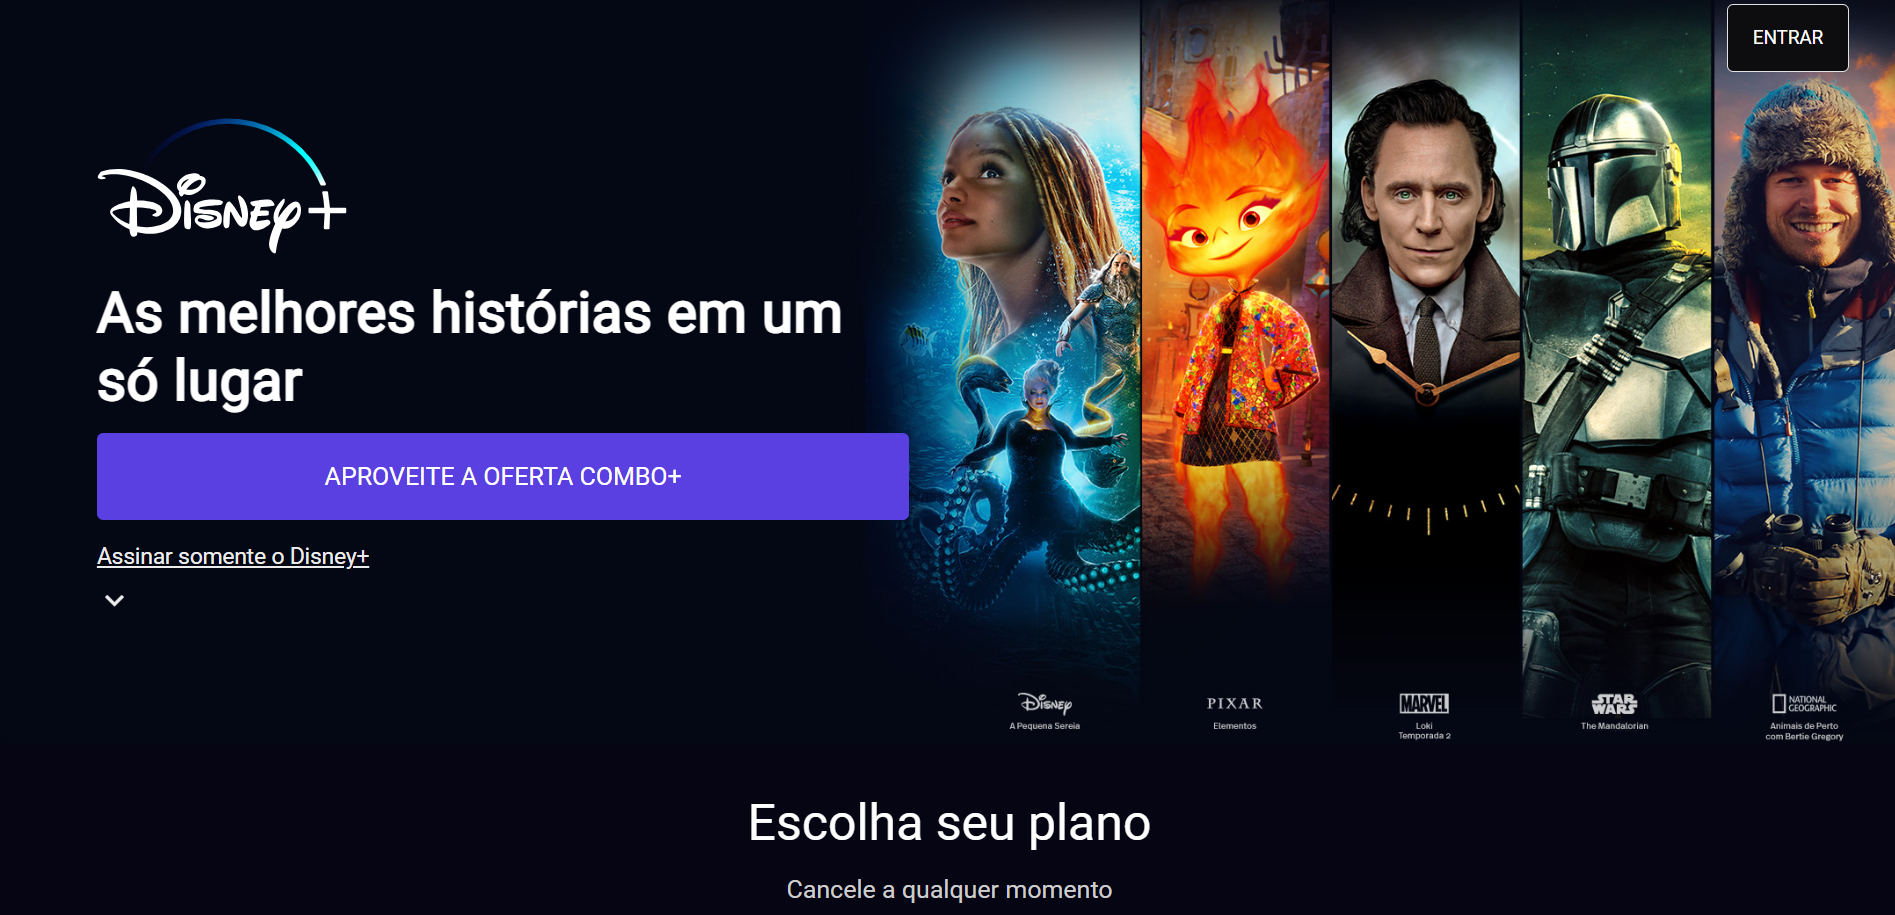 ENTRAR
Disney+
As melhores histórias em um
só lugar
APROVEITE A OFERTA COMBO+
Assinar somente o Disney+
Disney
A Pequena Sereia
PIXAR
Elementos
MARVEL
Loki
Temporada 2
STAR
WARS
The Mandalorian
NATIONAL
GEOGRAPHIC
Animais de Perto
com Bertie Gregory
Escolha seu plano
Cancele a qualquer momento